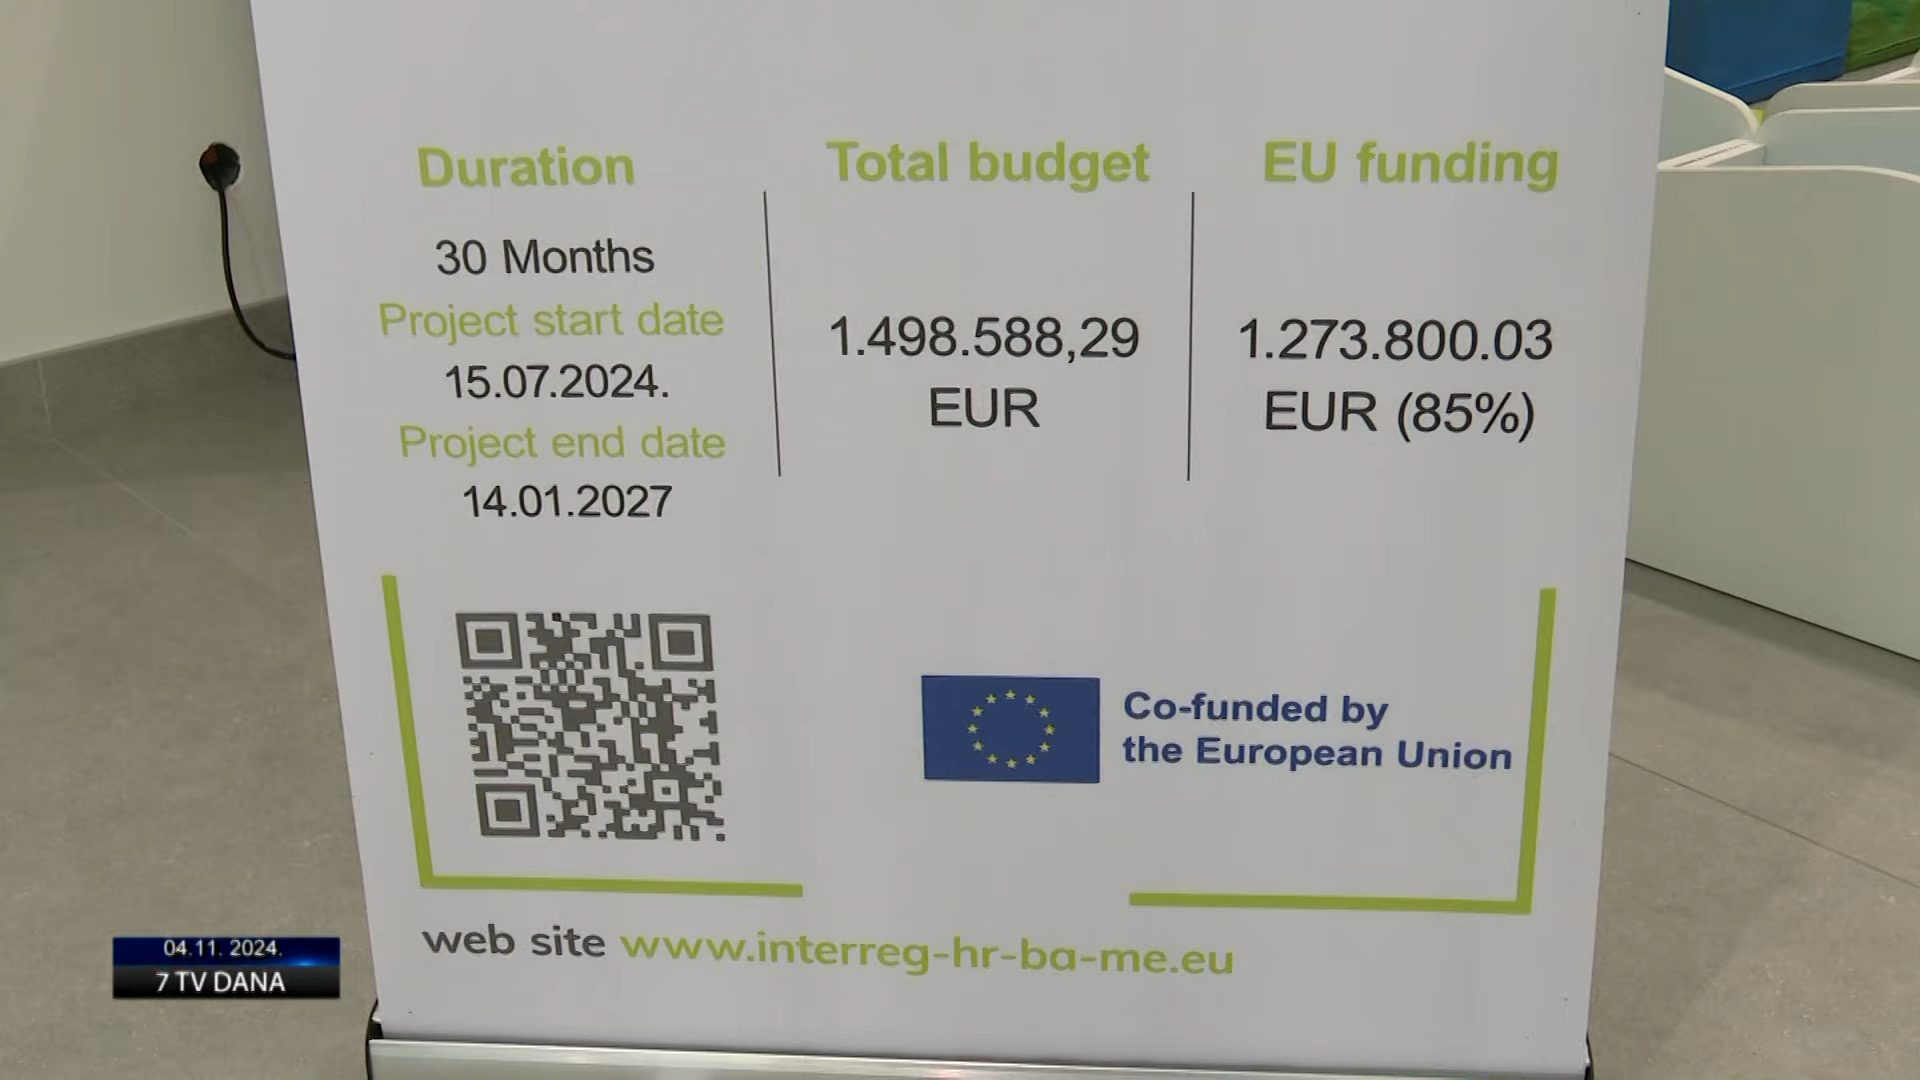 Duration
30 Months
Project start date
15.07.2024.
Project end date
14.01.2027
Total budget
1.498.588,29
EUR
EU funding
1.273.800.03
EUR (85%)
Co-funded by
the European Union
web site www.interreg-hr-ba-me.eu
04.11. 2024.
7 TV DANA